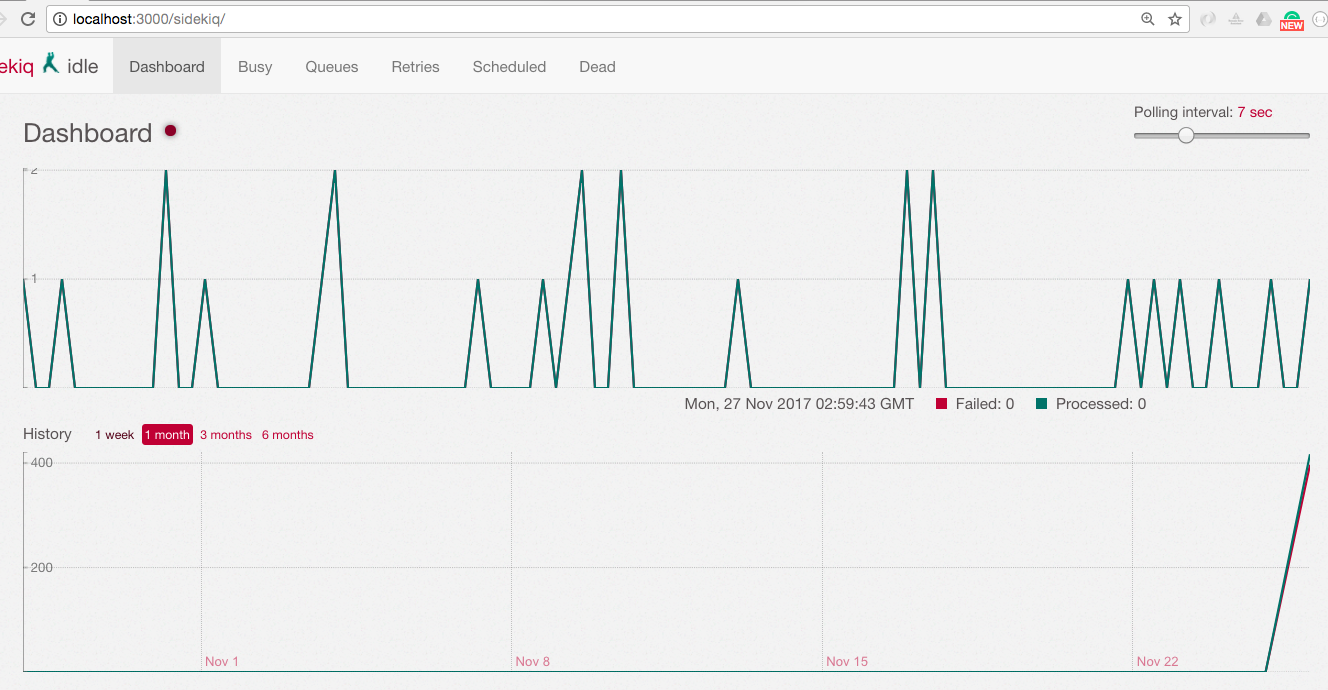 localhost:3000/sidekiq/
NEW
ekiq idle Dashboard Busy Queues Retries Scheduled Dead
Polling interval: 7 sec
Dashboard
2
1
Mon, 27 Nov 2017 02:59:43 GMT Failed: 0 Processed: 0
History 1 week 1 month 3 months 6 months
400
200
Nov 1 Nov 8 Nov 15 Nov 22